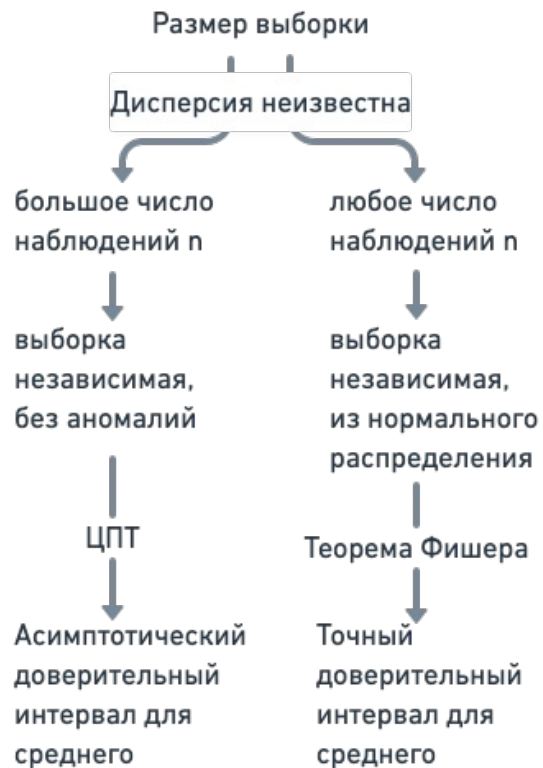 Размер выборки
Дисперсия неизвестна
большое число
наблюдений n
выборка
независимая,
без аномалий
ЦПТ
Асимптотический
доверительный
интервал для
среднего
любое число
наблюдений n
выборка
независимая,
из нормального
распределения
Теорема Фишера
Точный
доверительный
интервал для
среднего